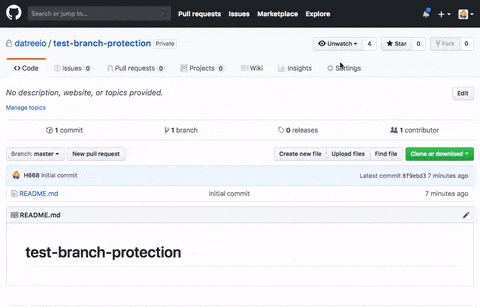 Search or jump to... / Pull requests Issues Marketplace Explore
datreeio / test-branch-protection Private Unwatch 4 Star 0 Fork 0
Code Issues 0 Pull requests 0 Projects 0 Wiki Insights Settings
No description, website, or topics provided. Edit
Manage topics
1 commit 1 branch 0 releases 1 contributor
Branch: master New pull request Create new file Upload files Find file Clone or download
H668 Initial commit Latest commit 8f9ebd3 7 minutes ago
README.md Initial commit 7 minutes ago
README.md
test-branch-protection